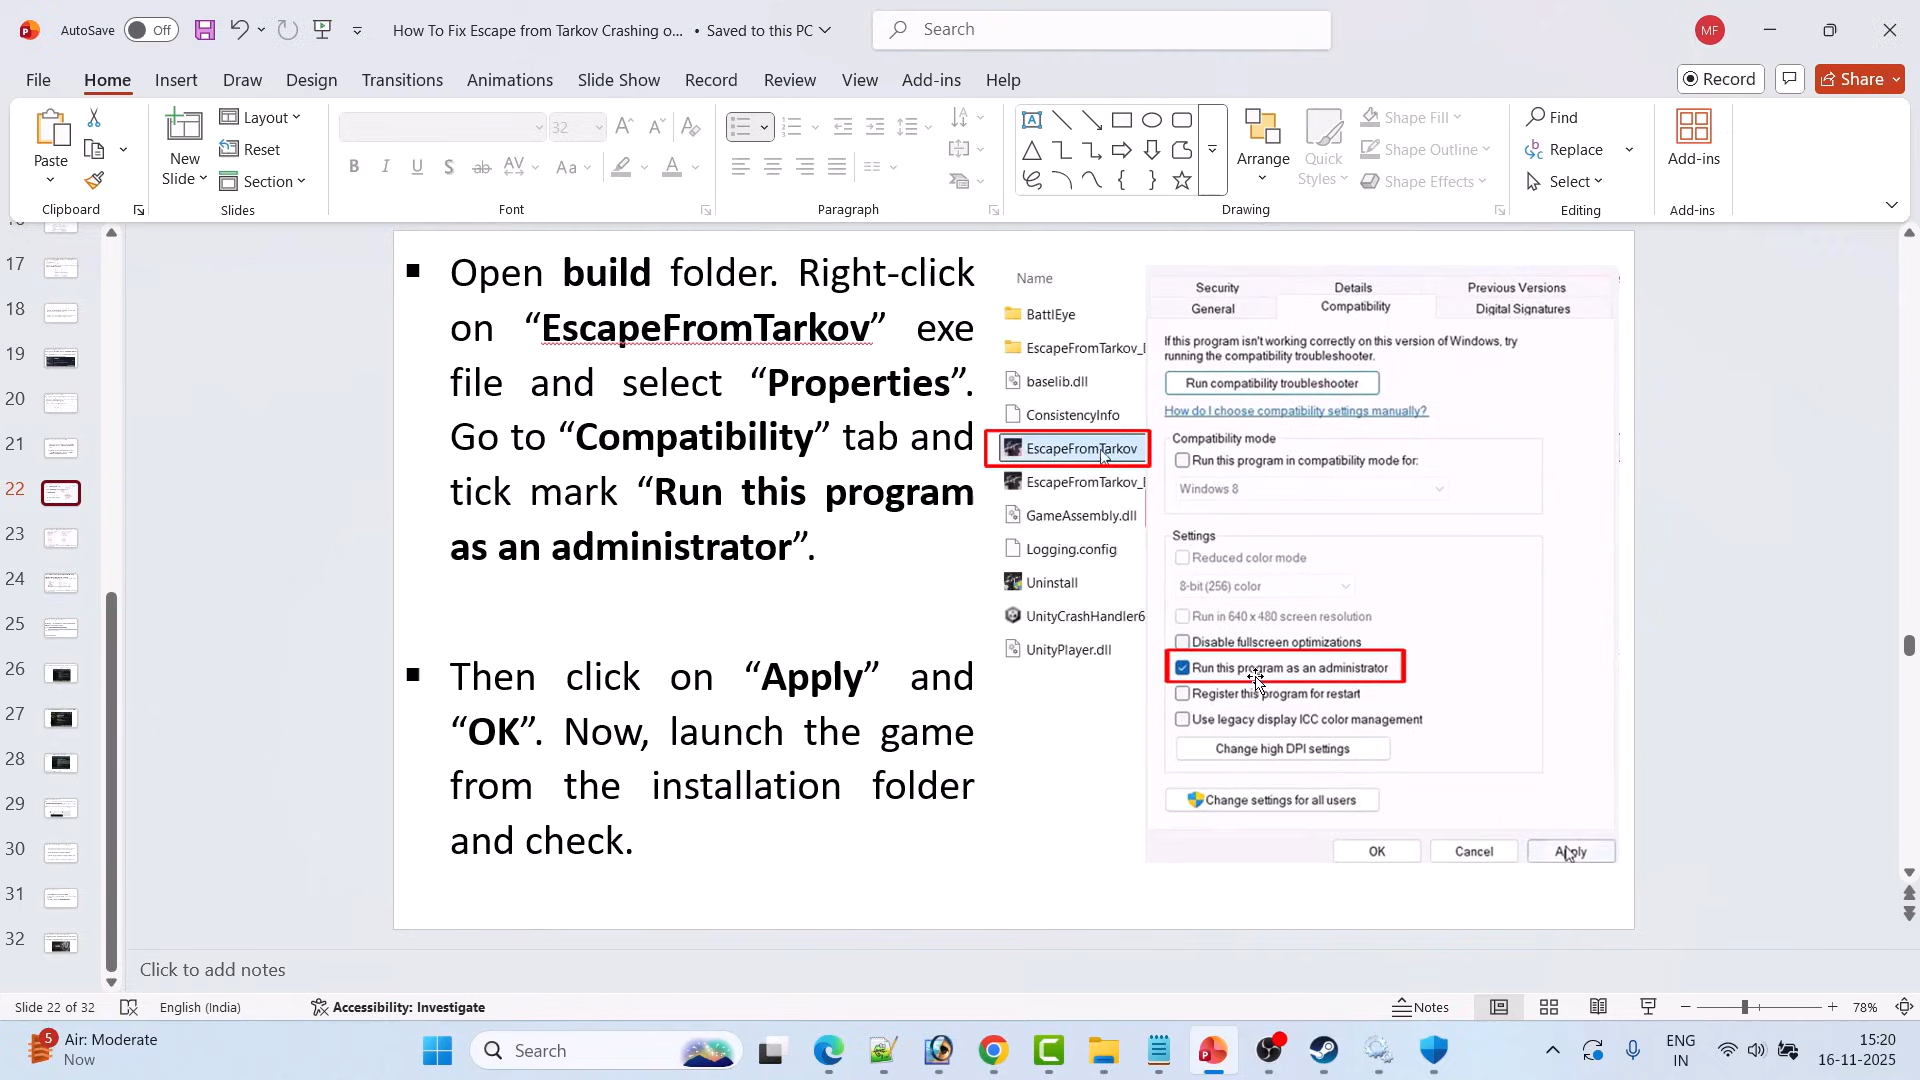 AutoSave
Off
How To Fix Escape from Tarkov Crashing o... • Saved to this PC
Search
MF
File
Home
Insert
Draw
Design
Transitions
Animations
Slide Show
Record
Review
View
Add-ins
Help
Record
Share
Paste
New
Slide
Layout
Reset
Section
32
Arrange
Quick
Styles
Shape Fill
Shape Outline
Shape Effects
Find
Replace
Select
Add-ins
Clipboard
Slides
Font
Paragraph
Drawing
Editing
Add-ins
17
18
19
20
21
22
23
24
25
26
27
28
29
30
31
32
▪ Open build folder. Right-click
on “EscapeFromTarkov” exe
file and select “Properties”.
Go to “Compatibility” tab and
tick mark “Run this program
as an administrator”.
▪ Then click on “Apply” and
“OK”. Now, launch the game
from the installation folder
and check.
Name
BattlEye
EscapeFromTarkov_
baselib.dll
ConsistencyInfo
EscapeFromTarkov
EscapeFromTarkov_
GameAssembly.dll
Logging.config
Uninstall
UnityCrashHandler6
UnityPlayer.dll
Security
Details
Previous Versions
General
Compatibility
Digital Signatures
If this program isn't working correctly on this version of Windows, try
running the compatibility troubleshooter.
Run compatibility troubleshooter
How do I choose compatibility settings manually?
Compatibility mode
Run this program in compatibility mode for:
Windows 8
Settings
Reduced color mode
8-bit (256) color
Run in 640 x 480 screen resolution
Disable fullscreen optimizations
Run this program as an administrator
Register this program for restart
Use legacy display ICC color management
Change high DPI settings
Change settings for all users
OK
Cancel
Apply
Click to add notes
Slide 22 of 32
English (India)
Accessibility: Investigate
Notes
78%
5
Air: Moderate
Now
Search
ENG
IN
15:20
16-11-2025